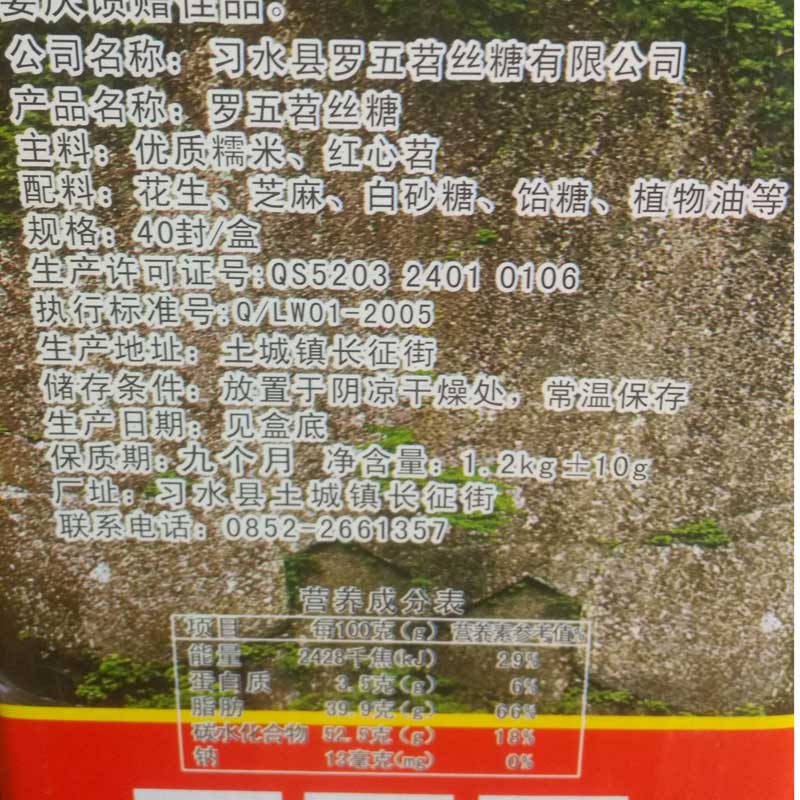 馈赠佳品。
公司名称：习水县罗五苕丝糖有限公司
产品名称：罗五苕丝糖
主料：优质糯米、红心苕
配料：花生、芝麻、白砂糖、饴糖、植物油等
规格：40封/盒
生产许可证号:QS5203 2401 0106
执行标准号:Q/LW01-2005
生产地址：土城镇长征街
储存条件：放置于阴凉干燥处，常温保存
生产日期：见盒底
保质期:九个月 净含量：1.2kg±10g
厂址：习水县土城镇长征街
联系电话：0852-2661357
营养成分表
项目 每100克(g) 营养素参考值%
能量 2428千焦(kJ) 29%
蛋白质 3.5克(g) 6%
脂肪 39.9克(g) 66%
碳水化合物 52.5克(g) 18%
钠 13毫克(mg) 0%